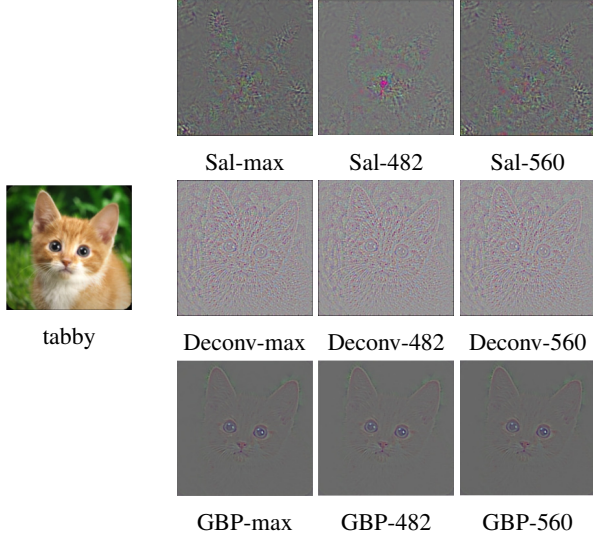 Sal-max Sal-482 Sal-560
tabby
Deconv-max Deconv-482 Deconv-560
GBP-max GBP-482 GBP-560